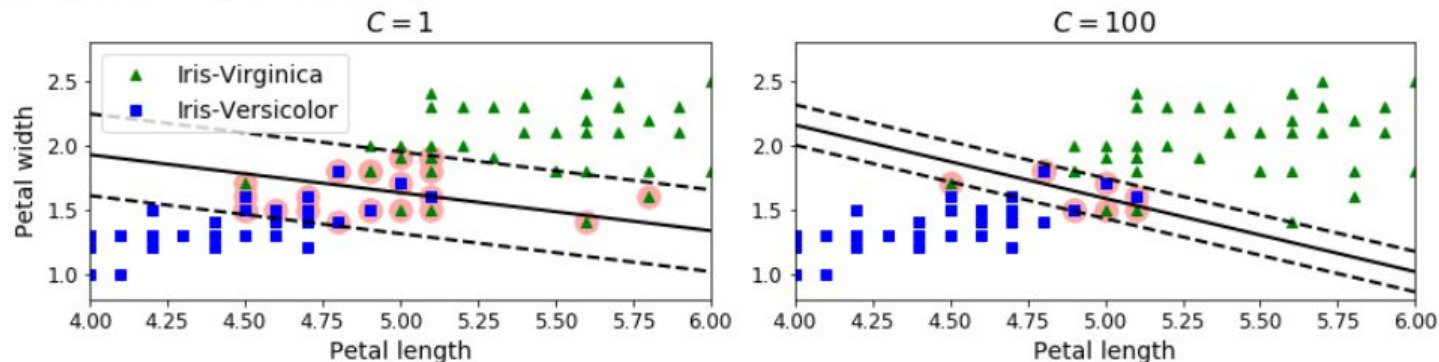 C = 1
Iris-Virginica
Iris-Versicolor
2.5
2.0
1.5
1.0
Petal width
4.00 4.25 4.50 4.75 5.00 5.25 5.50 5.75 6.00
Petal length
C = 100
2.5
2.0
1.5
1.0
4.00 4.25 4.50 4.75 5.00 5.25 5.50 5.75 6.00
Petal length